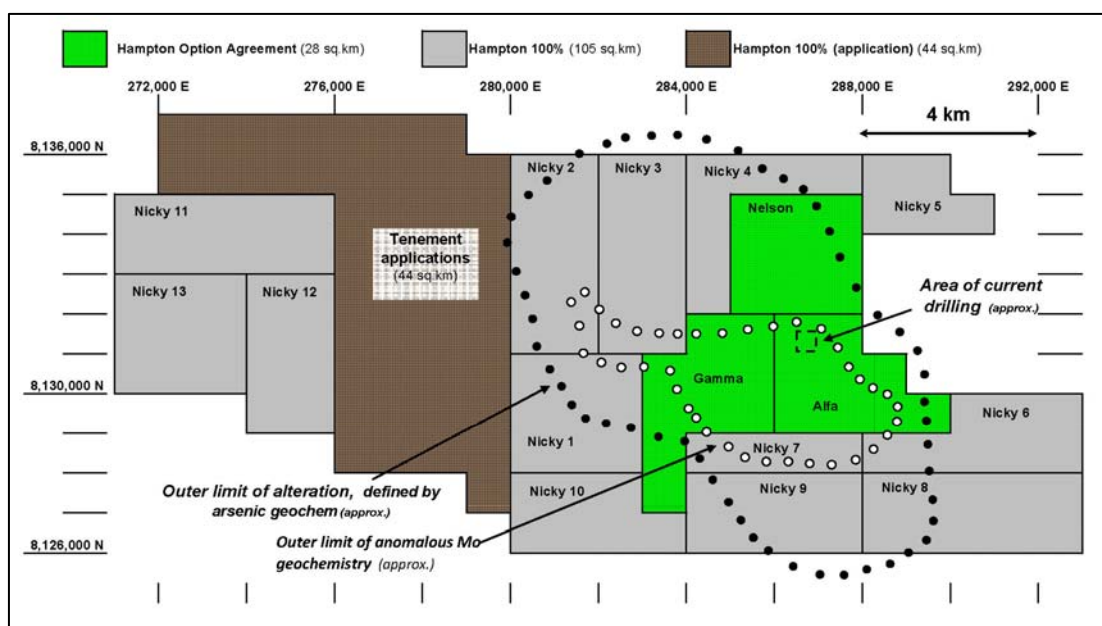 Hampton Option Agreement (28 sq.km)
Hampton 100% (105 sq.km)
Hampton 100% (application) (44 sq.km)
272,000 E
276,000 E
280,000 E
284,000 E
288,000 E
292,000 E
4 km
8,136,000 N
Nicky 2
Nicky 3
Nicky 4
Nicky 5
Nelson
Nicky 11
Tenement
applications
(44 sq.km)
Nicky 13
Nicky 12
Area of current
drilling (approx.)
Gamma
Alfa
8,130,000 N
Nicky 6
Nicky 1
Nicky 7
Nicky 10
Nicky 9
Nicky 8
Outer limit of alteration, defined by
arsenic geochem (approx.)
Outer limit of anomalous Mo
geochemistry (approx.)
8,126,000 N